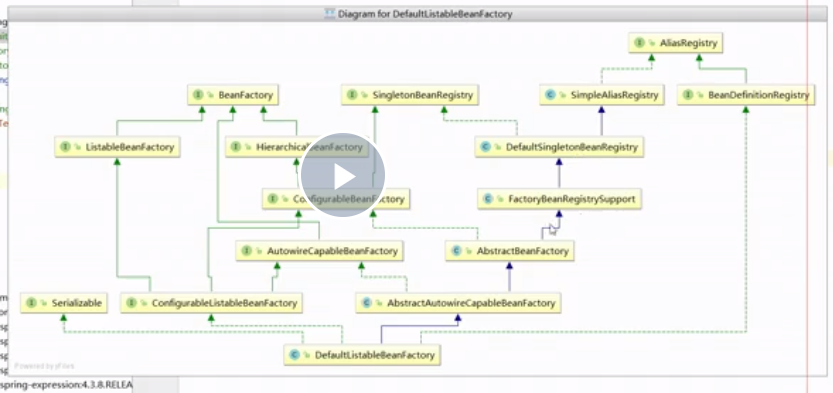 Diagram for DefaultListableBeanFactory
AliasRegistry
BeanFactory
SingletonBeanRegistry
SimpleAliasRegistry
BeanDefinitionRegistry
ListableBeanFactory
HierarchicalBeanFactory
DefaultSingletonBeanRegistry
ConfigurableBeanFactory
FactoryBeanRegistrySupport
AutowireCapableBeanFactory
AbstractBeanFactory
Serializable
ConfigurableListableBeanFactory
AbstractAutowireCapableBeanFactory
DefaultListableBeanFactory
Powered by yFiles
spring-expression:4.3.8.RELEA